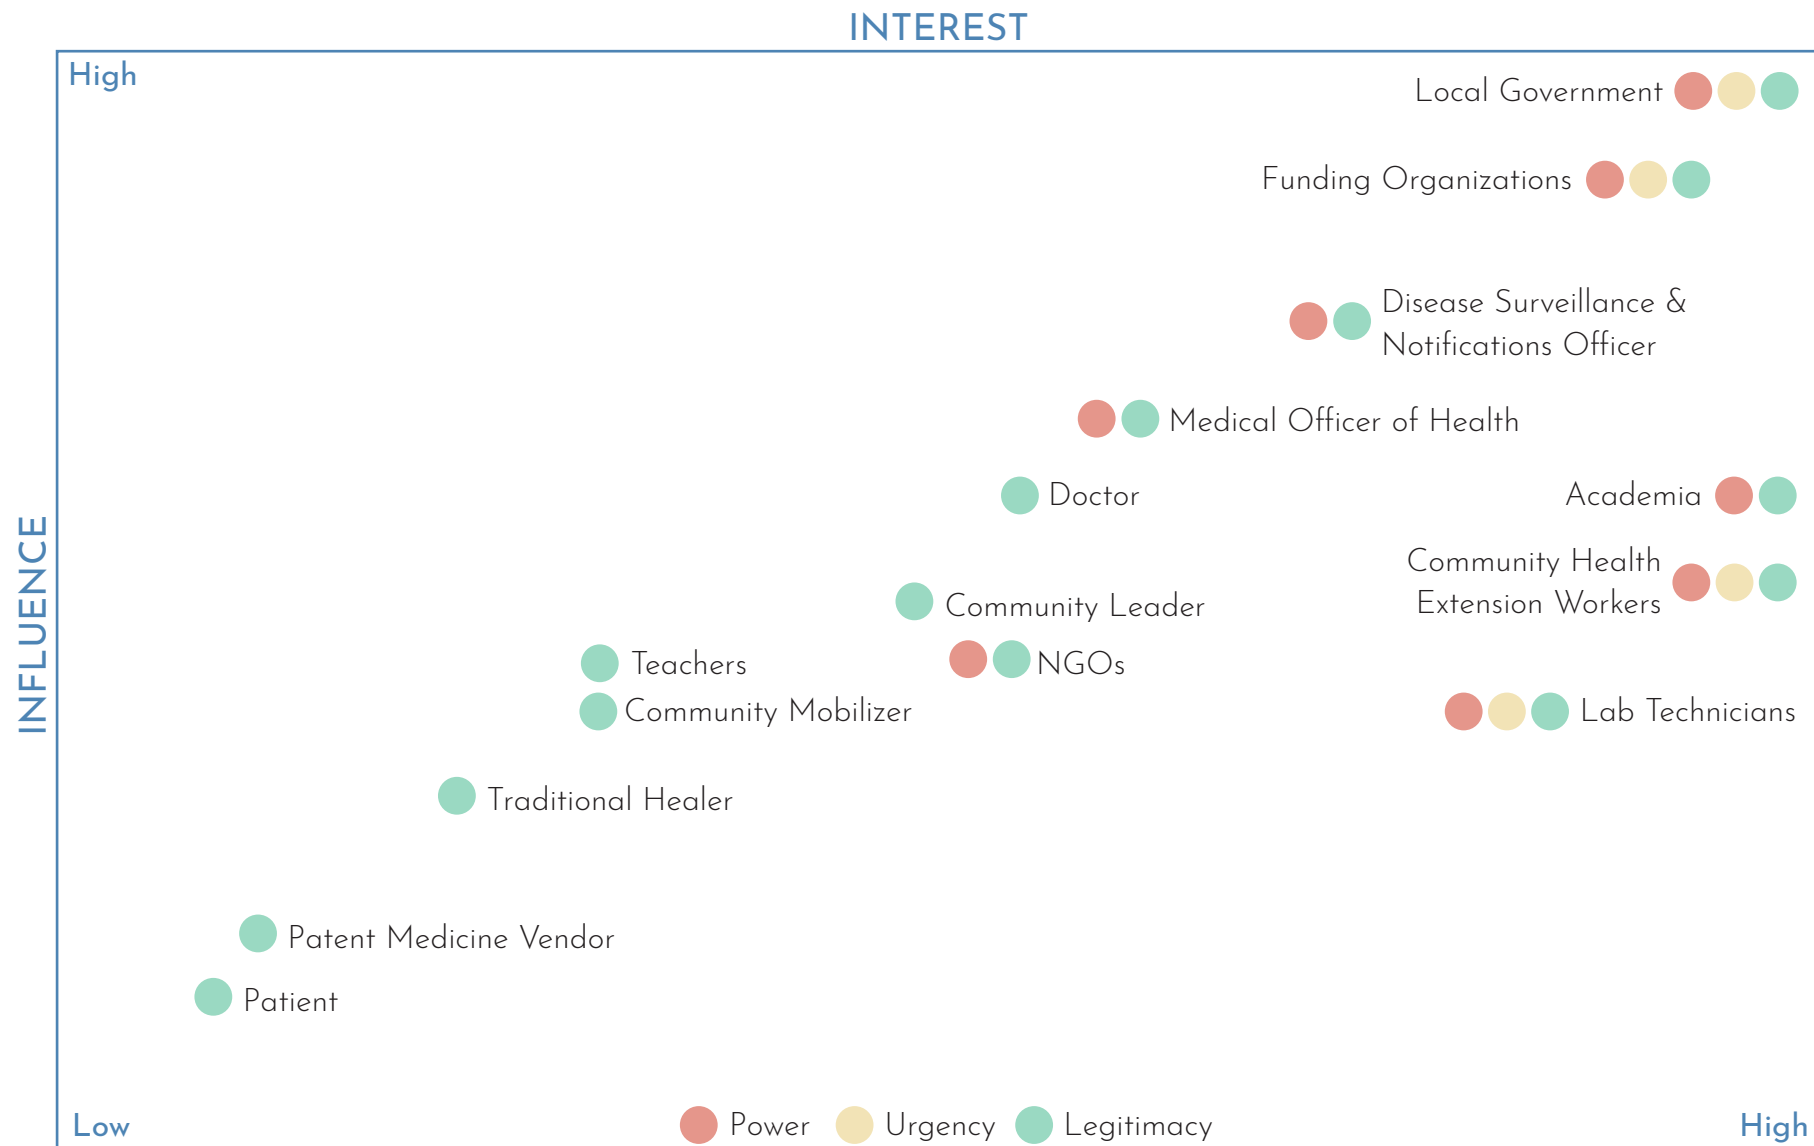 INTEREST
High
Local Government
Funding Organizations
Disease Surveillance &
Notifications Officer
Medical Officer of Health
Doctor
Academia
Community Health
Extension Workers
Community Leader
Teachers
NGOs
Community Mobilizer
Lab Technicians
INFLUENCE
Traditional Healer
Patent Medicine Vendor
Patient
Low
Power
Urgency
Legitimacy
High